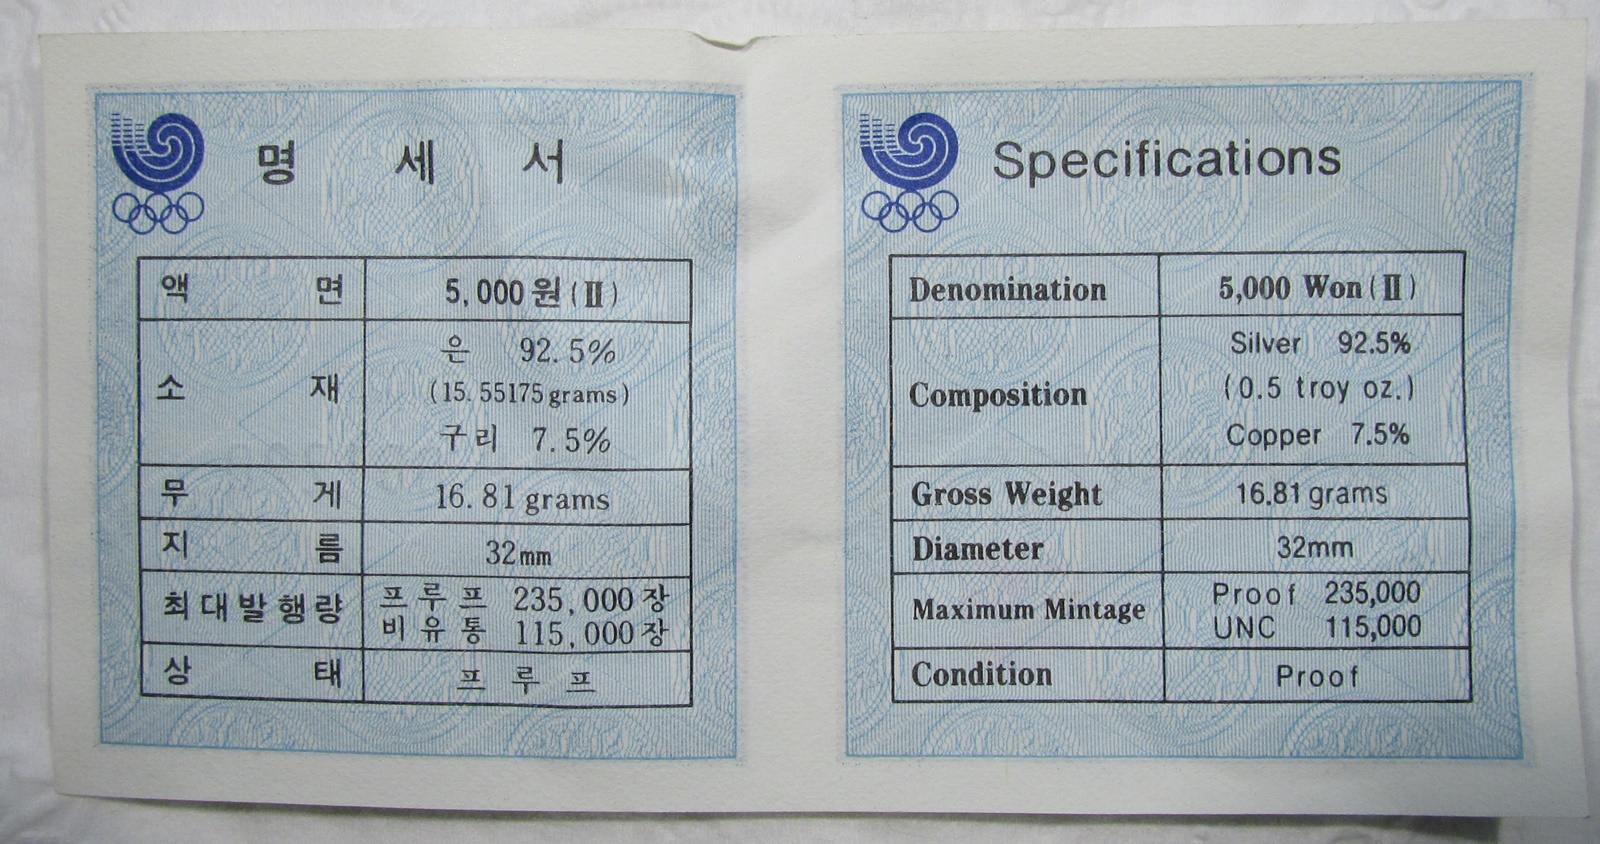 명 세 서
액 면 5,000원(Ⅱ)
소 재 은 92.5%
(15.55175grams)
구리 7.5%
무 게 16.81 grams
지 름 32mm
최대발행량 프루프 235,000장
비유통 115,000장
상 태 프 루 프
Specifications
Denomination 5,000 Won(Ⅱ)
Composition Silver 92.5%
(0.5 troy oz.)
Copper 7.5%
Gross Weight 16.81 grams
Diameter 32mm
Maximum Mintage Proof 235,000
UNC 115,000
Condition Proof